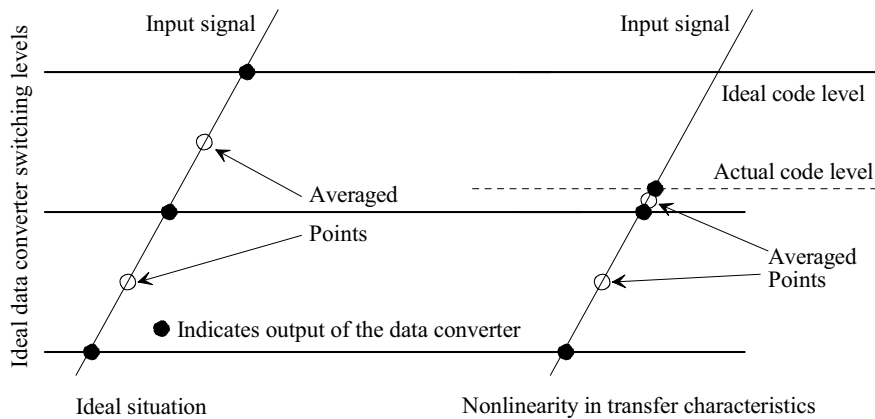 Input signal
Input signal
Ideal data converter switching levels
Ideal code level
Actual code level
Averaged
Points
Averaged
Points
Indicates output of the data converter
Ideal situation
Nonlinearity in transfer characteristics